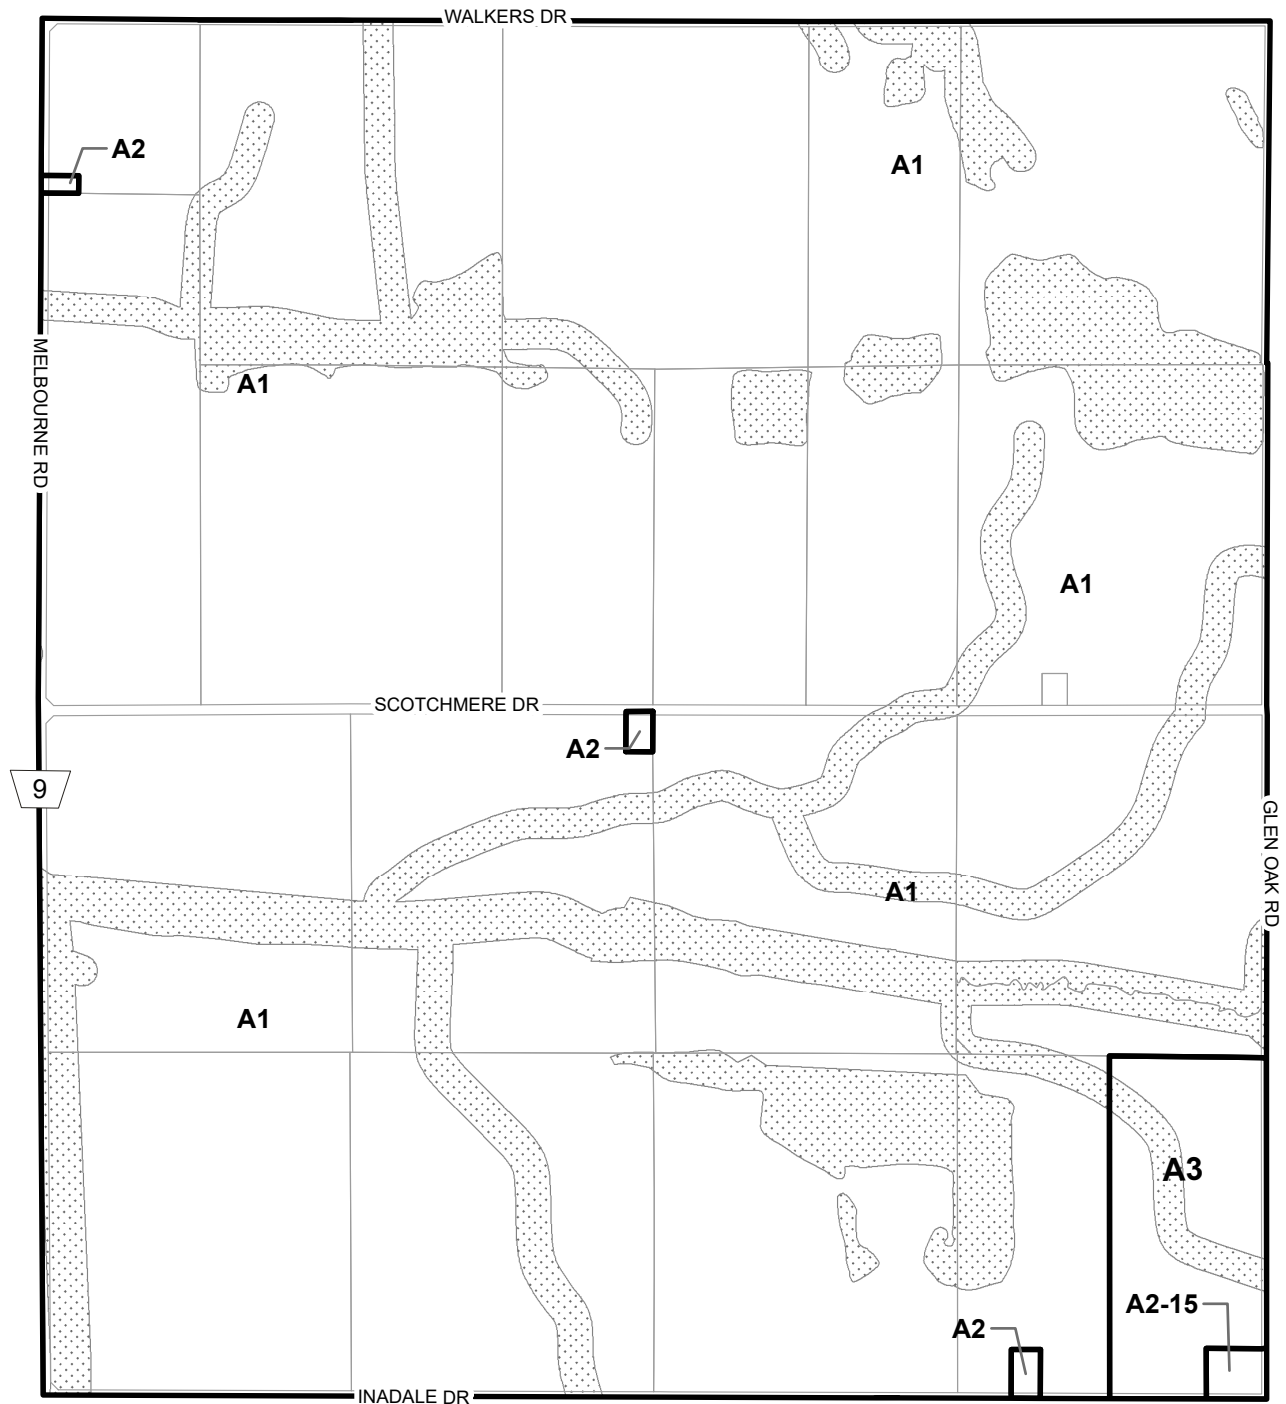 WALKERS DR
A2
A1
MELBOURNE RD
A1
A1
SCOTCHMERE DR
A2
9
GLEN OAK RD
A1
A1
A3
A2-15
A2
INADALE DR